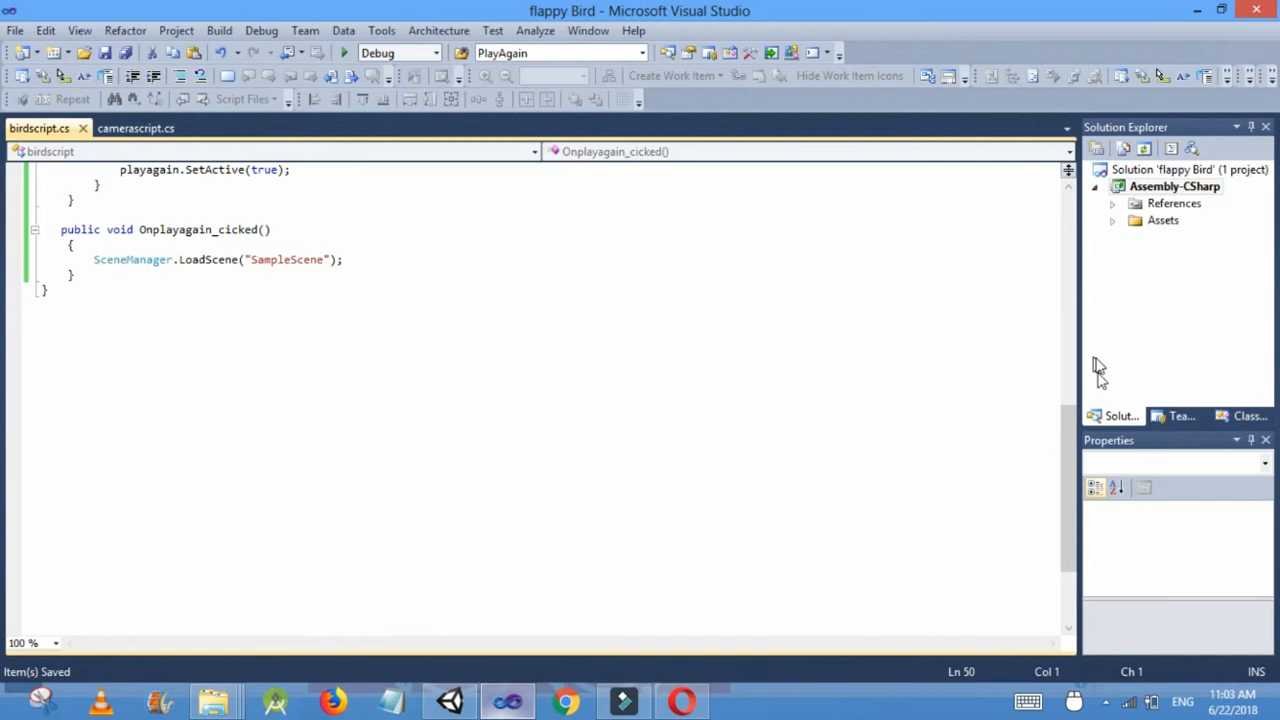 flappy Bird - Microsoft Visual Studio
File Edit View Refactor Project Build Debug Team Data Tools Architecture Test Analyze Window Help
Debug PlayAgain
Create Work Item Hide Work Item Icons
Repeat Script Files
birdscript.cs camerascript.cs
birdscript Onplayagain_cicked()
playagain.SetActive(true);
}
}
public void Onplayagain_cicked()
{
SceneManager.LoadScene("SampleScene");
}
}
100 %
Solution Explorer
Solution 'flappy Bird' (1 project)
Assembly-CSharp
References
Assets
Solut... Tea... Class...
Properties
Item(s) Saved Ln 50 Col 1 Ch 1 INS
ENG
11:03 AM
6/22/2018